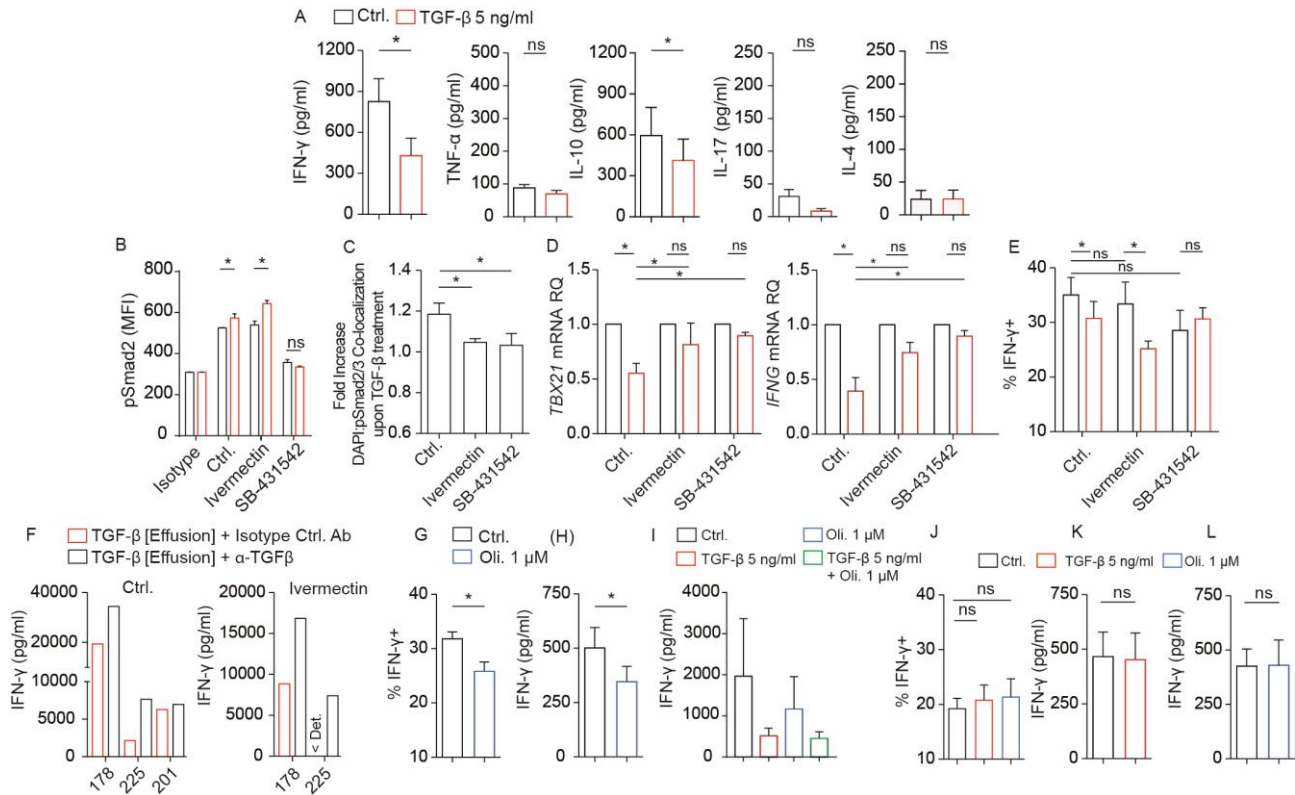 A
Ctrl. TGF-β 5 ng/ml
IFN-γ (pg/ml)
1200
900
600
300
0
*
TNF-α (pg/ml)
500
400
300
200
100
0
ns
IL-10 (pg/ml)
1200
900
600
300
0
*
IL-17 (pg/ml)
250
200
150
100
50
0
ns
IL-4 (pg/ml)
250
200
150
100
50
0
ns
B
pSmad2 (MFI)
800
600
400
200
0
* * ns
Isotype Ctrl. Ivermectin SB-431542
C
Fold Increase
DAPI:pSmad2/3 Co-localization
upon TGF-β treatment
1.4
1.2
1.0
0.8
0.6
*
*
Ctrl. Ivermectin SB-431542
D
TBX21 mRNA RQ
1.5
1.0
0.5
0.0
* ns ns
*
*
Ctrl. Ivermectin SB-431542
IFNG mRNA RQ
1.5
1.0
0.5
0.0
* ns ns
*
*
Ctrl. Ivermectin SB-431542
E
% IFN-γ+
40
30
20
10
* * ns
ns
ns
Ctrl. Ivermectin SB-431542
F
TGF-β [Effusion] + Isotype Ctrl. Ab
TGF-β [Effusion] + α-TGFβ
Ctrl.
IFN-γ (pg/ml)
40000
20000
10000
5000
0
178 225 201
Ivermectin
IFN-γ (pg/ml)
20000
15000
10000
5000
0
< Det.
178 225
G
Ctrl. (H)
Oli. 1 µM
% IFN-γ+
40
30
20
10
*
IFN-γ (pg/ml)
750
500
250
0
*
I
Ctrl. Oli. 1 µM
TGF-β 5 ng/ml TGF-β 5 ng/ml
+ Oli. 1 µM
IFN-γ (pg/ml)
4000
3000
2000
1000
0
J K L
Ctrl. TGF-β 5 ng/ml Oli. 1 µM
% IFN-γ+
40
30
20
10
ns
ns
IFN-γ (pg/ml)
750
500
250
0
ns
IFN-γ (pg/ml)
750
500
250
0
ns